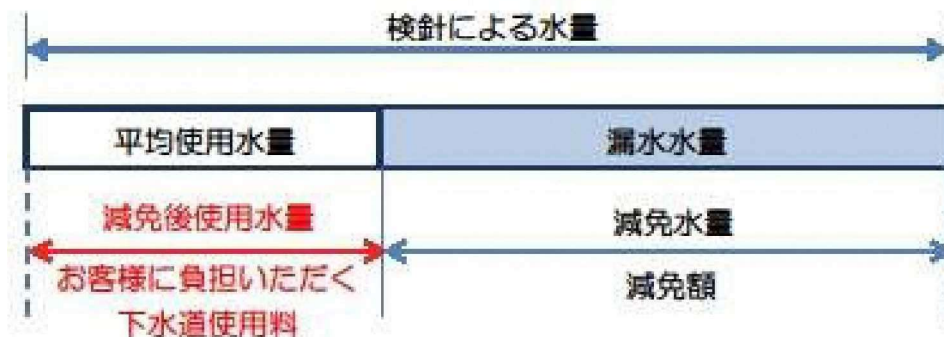 検針による水量
平均使用水量
漏水水量
減免後使用水量
減免水量
お客様に負担いただく
下水道使用料
減免額